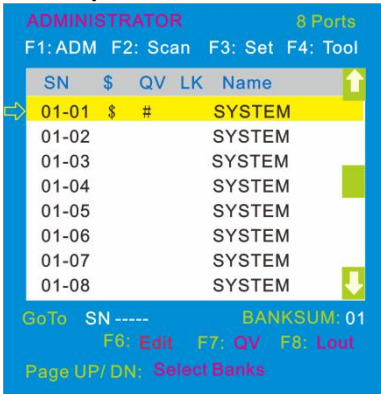 ADMINISTRATOR 8 Ports
F1: ADM F2: Scan F3: Set F4: Tool
SN $ QV LK Name
01-01 $ # SYSTEM
01-02 SYSTEM
01-03 SYSTEM
01-04 SYSTEM
01-05 SYSTEM
01-06 SYSTEM
01-07 SYSTEM
01-08 SYSTEM
GoTo SN ----- BANKSUM: 01
F6: Edit F7: QV F8: Lout
Page UP/ DN: Select Banks